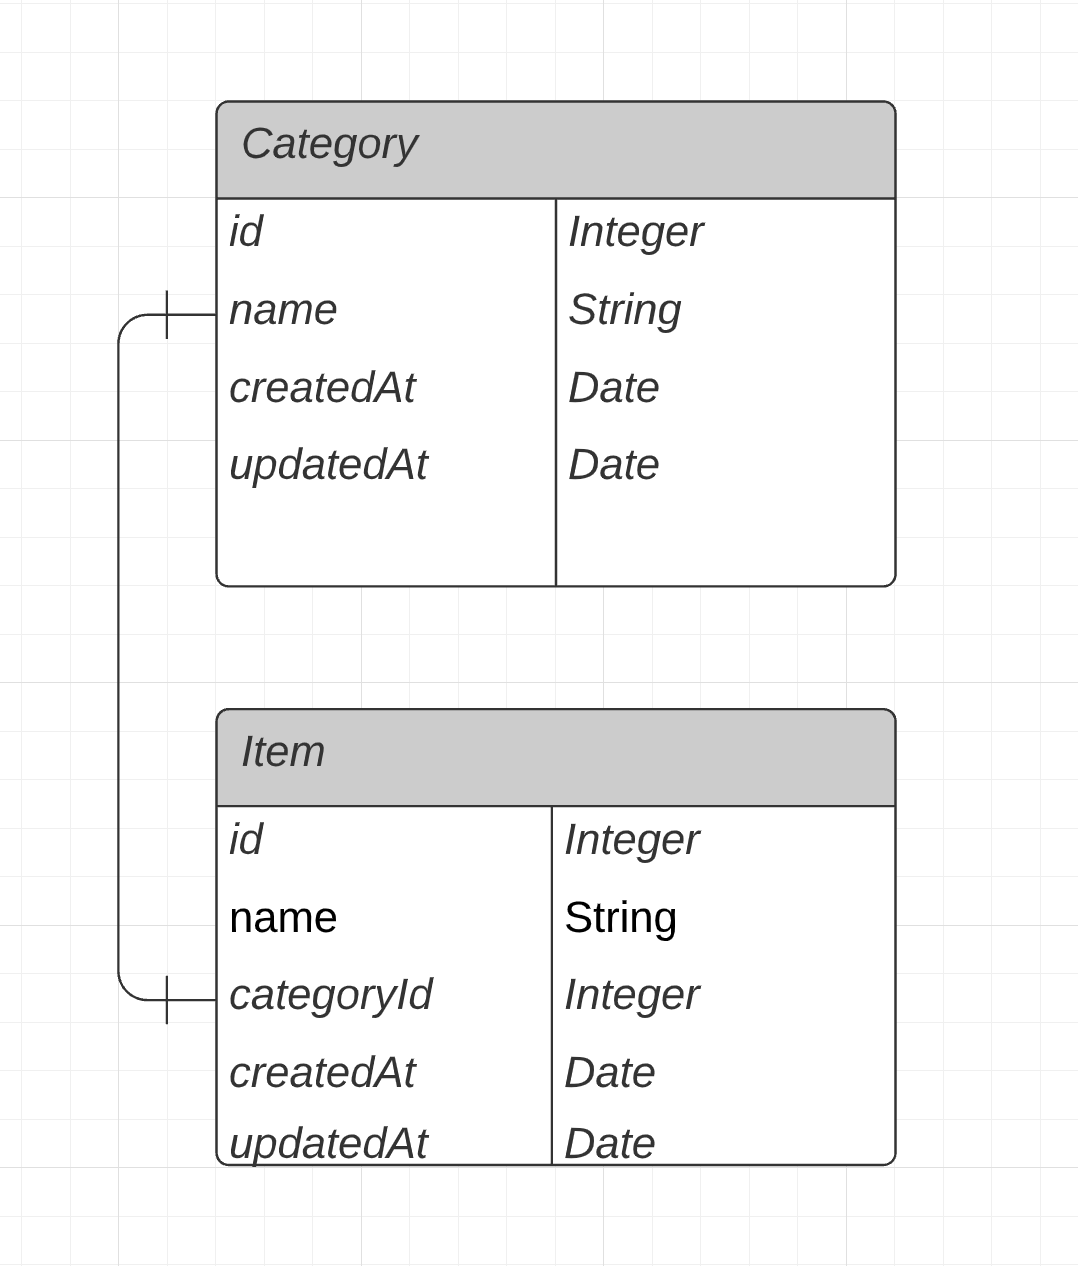 Category
id Integer
name String
createdAt Date
updatedAt Date
Item
id Integer
name String
categoryId Integer
createdAt Date
updatedAt Date